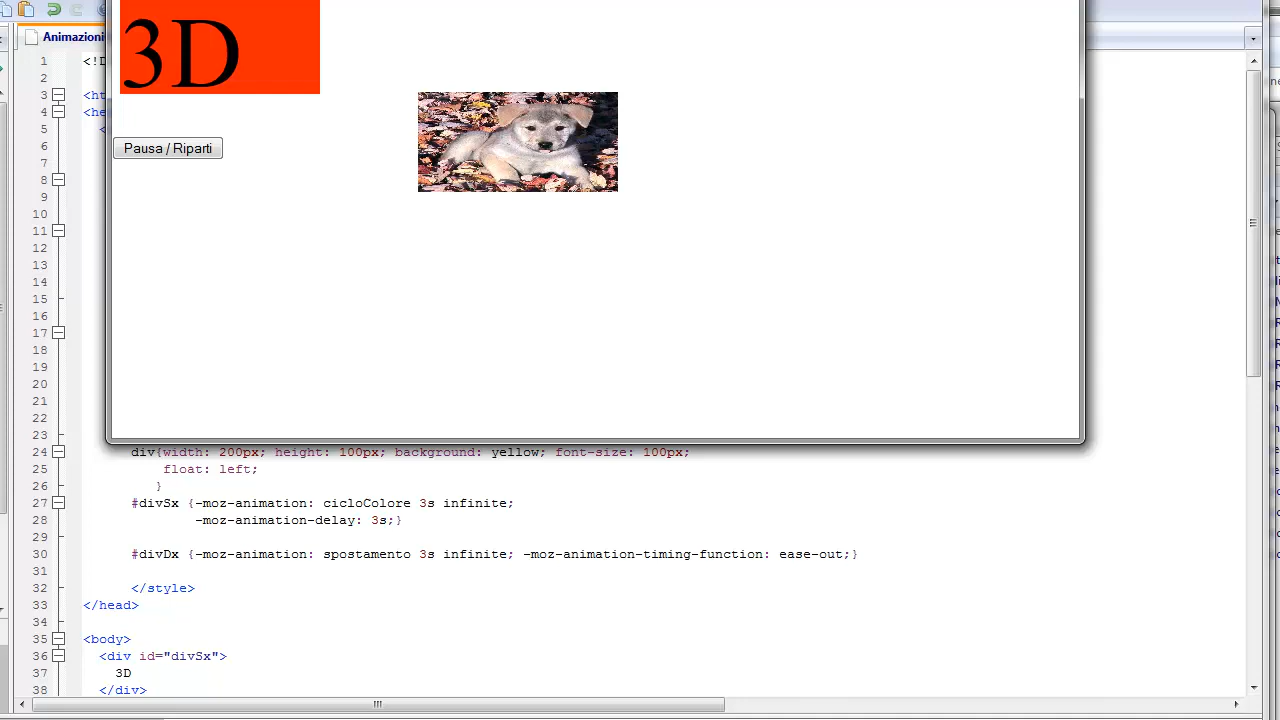 Animazioni
3D
Pausa / Riparti
1 <!D
2
3 <ht
4 <he
5 <
6
7
8
9
10
11
12
13
14
15
16
17
18
19
20
21
22
23
24 div{width: 200px; height: 100px; background: yellow; font-size: 100px;
25 float: left;
26 }
27 #divSx {-moz-animation: cicloColore 3s infinite;
28 -moz-animation-delay: 3s;}
29
30 #divDx {-moz-animation: spostamento 3s infinite; -moz-animation-timing-function: ease-out;}
31
32 </style>
33 </head>
34
35 <body>
36 <div id="divSx">
37 3D
38 </div>